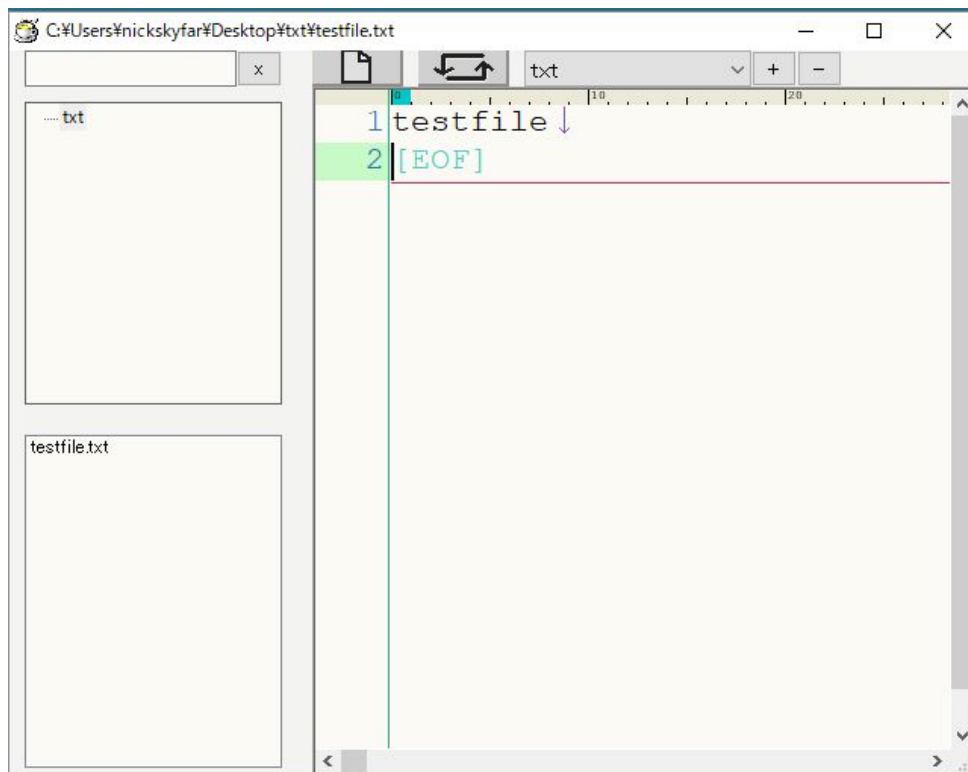 C:¥Users¥nickskyfar¥Desktop¥txt¥testfile.txt
x
txt
+ -
txt
0 10 20
1 testfile↓
2 [EOF]
testfile.txt